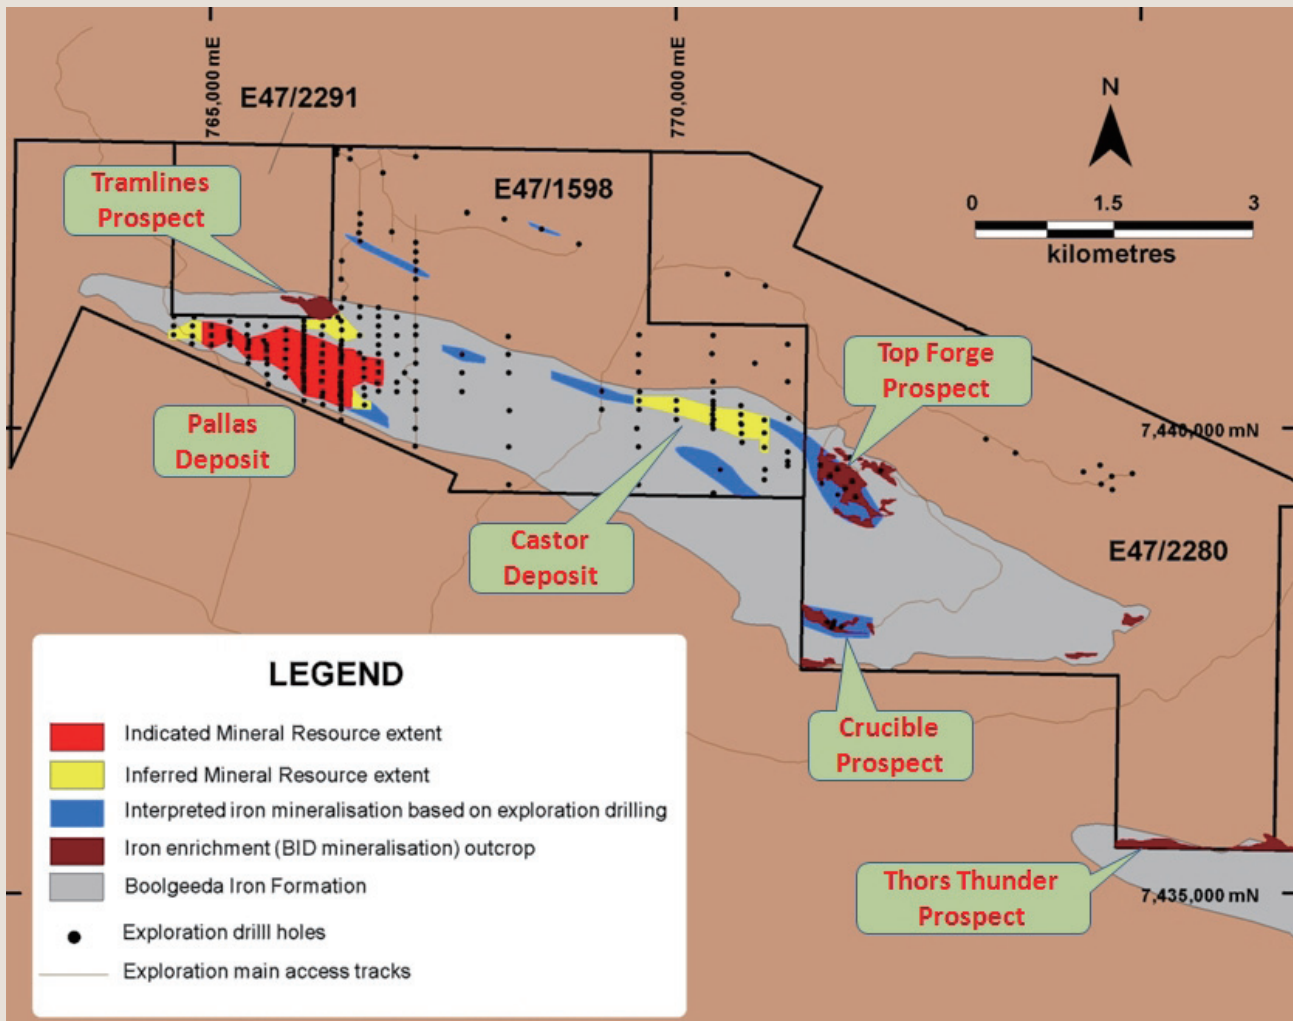 765,000 mE
770,000 mE
E47/2291
N
Tramlines
Prospect
E47/1598
0 1.5 3
kilometres
Top Forge
Prospect
Pallas
Deposit
7,440,000 mN
Castor
Deposit
E47/2280
LEGEND
Indicated Mineral Resource extent
Inferred Mineral Resource extent
Interpreted iron mineralisation based on exploration drilling
Iron enrichment (BID mineralisation) outcrop
Boolgeeda Iron Formation
Exploration drilll holes
Exploration main access tracks
Crucible
Prospect
Thors Thunder
Prospect
7,435,000 mN